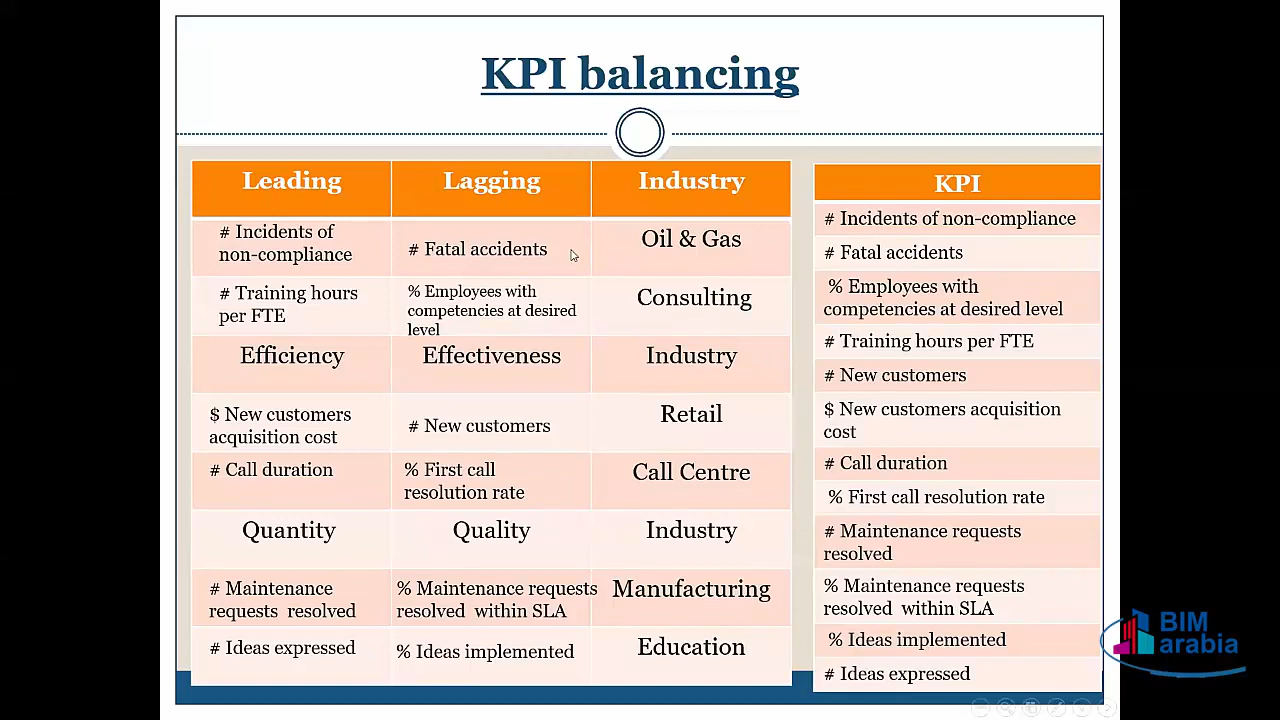 KPI balancing
Leading Lagging Industry
# Incidents of
non-compliance
# Fatal accidents
Oil & Gas
# Training hours
per FTE
% Employees with
competencies at desired
level
Consulting
Efficiency Effectiveness Industry
$ New customers
acquisition cost
# New customers
Retail
# Call duration
% First call
resolution rate
Call Centre
Quantity Quality Industry
# Maintenance
requests resolved
% Maintenance requests
resolved within SLA
Manufacturing
# Ideas expressed
% Ideas implemented
Education
KPI
# Incidents of non-compliance
# Fatal accidents
% Employees with
competencies at desired level
# Training hours per FTE
# New customers
$ New customers acquisition
cost
# Call duration
% First call resolution rate
# Maintenance requests
resolved
% Maintenance requests
resolved within SLA
% Ideas implemented
# Ideas expressed
BIM
arabia